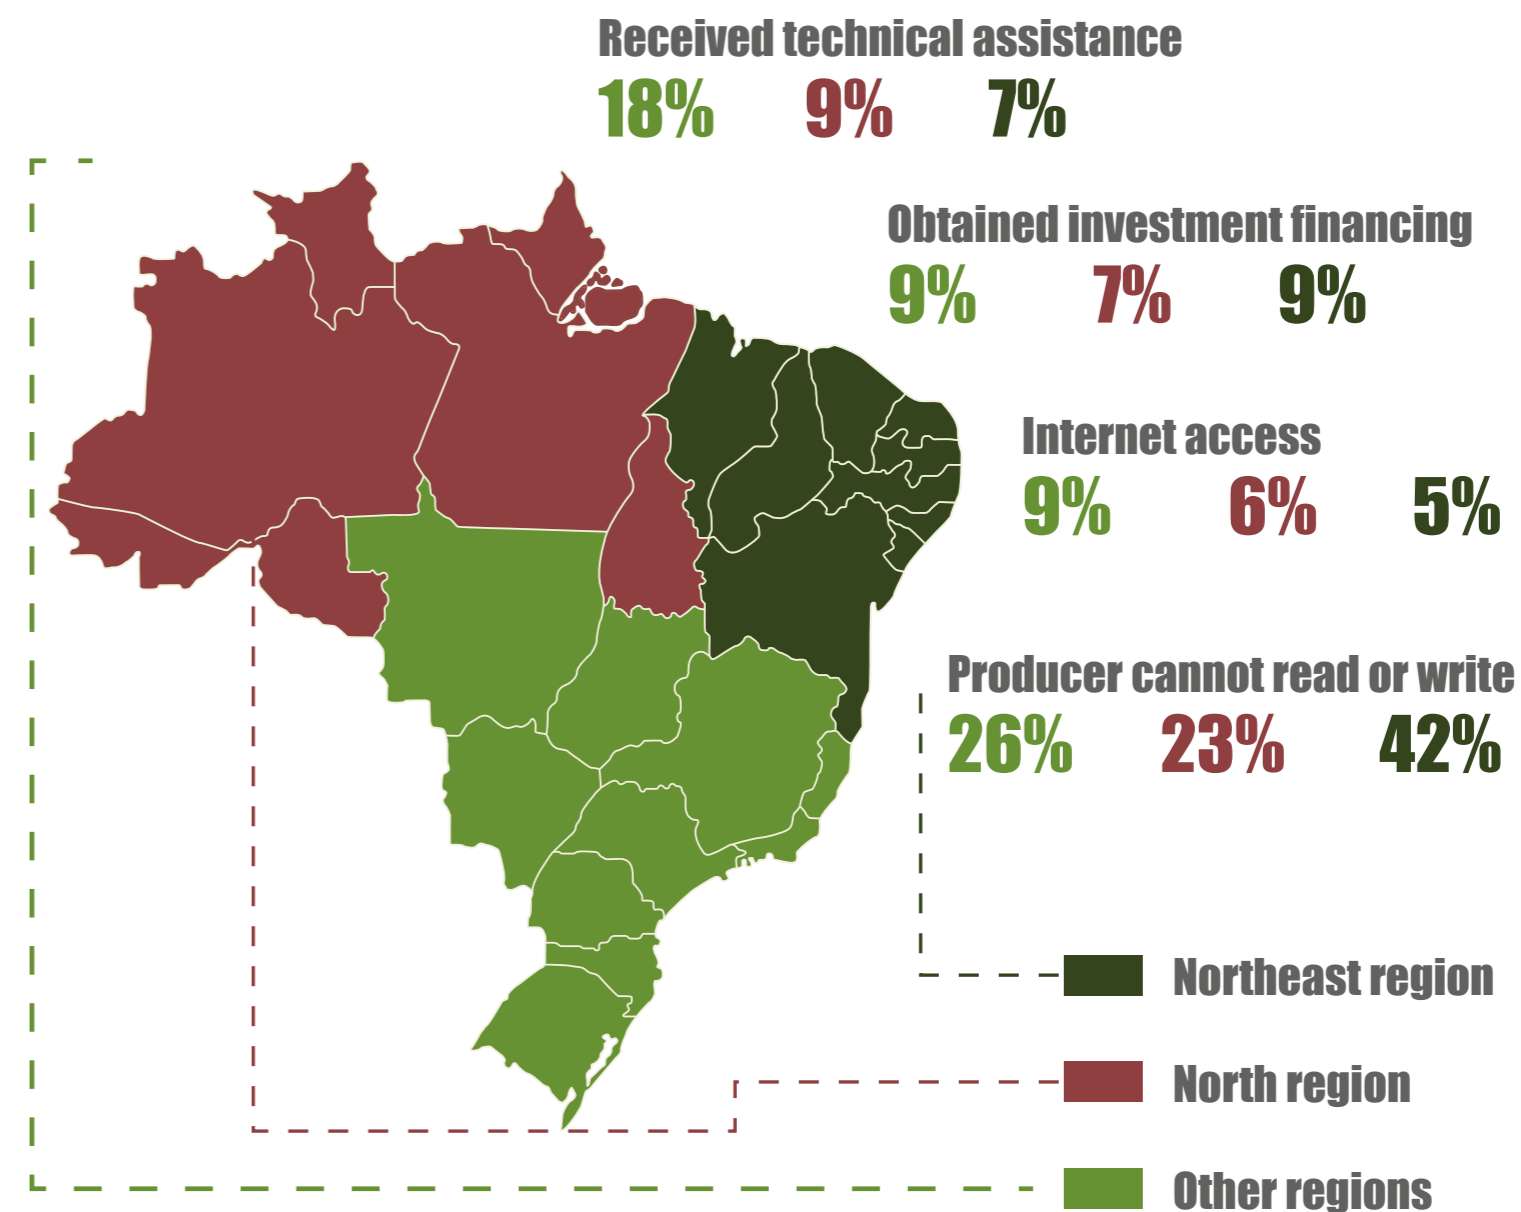 Received technical assistance
18% 9% 7%
Obtained investment financing
9% 7% 9%
Internet access
9% 6% 5%
Producer cannot read or write
26% 23% 42%
Northeast region
North region
Other regions